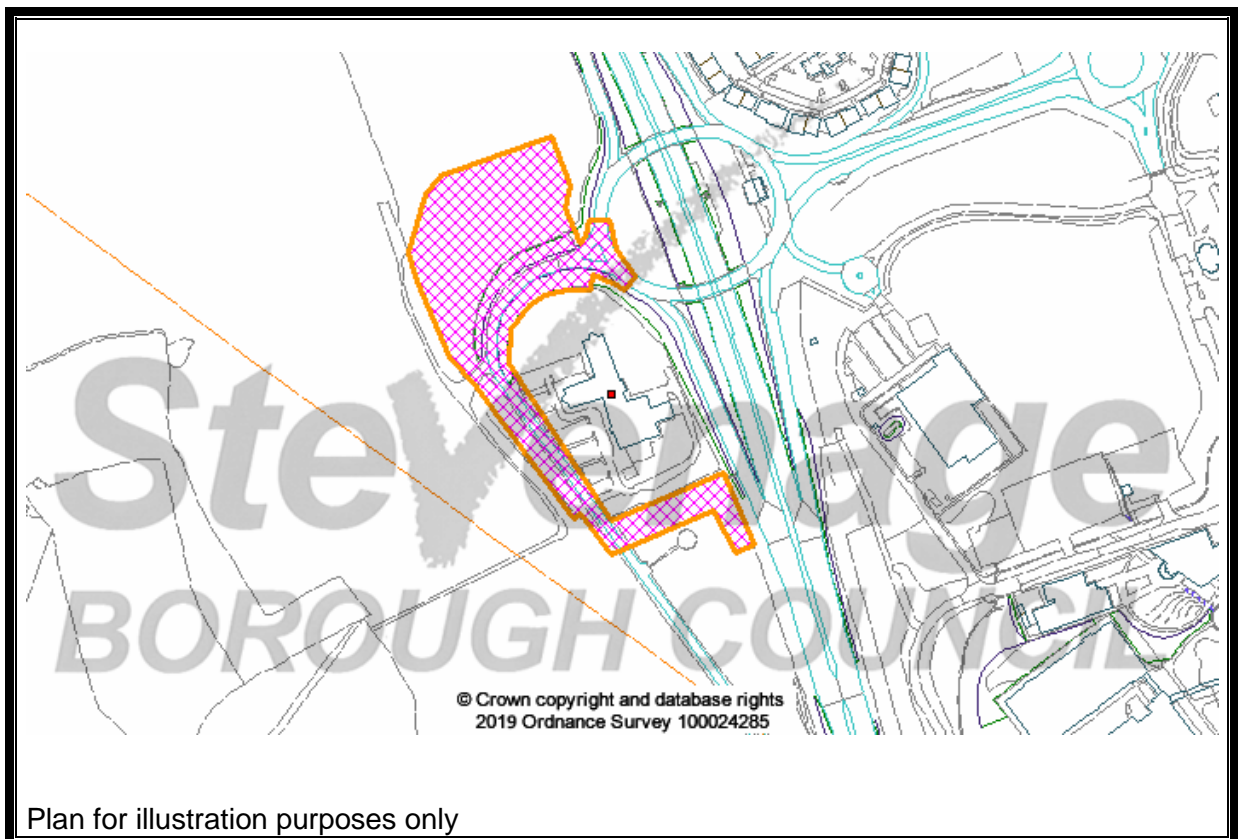 Stevenage
BOROUGH COUNCIL
© Crown copyright and database rights
2019 Ordnance Survey 100024285
Plan for illustration purposes only